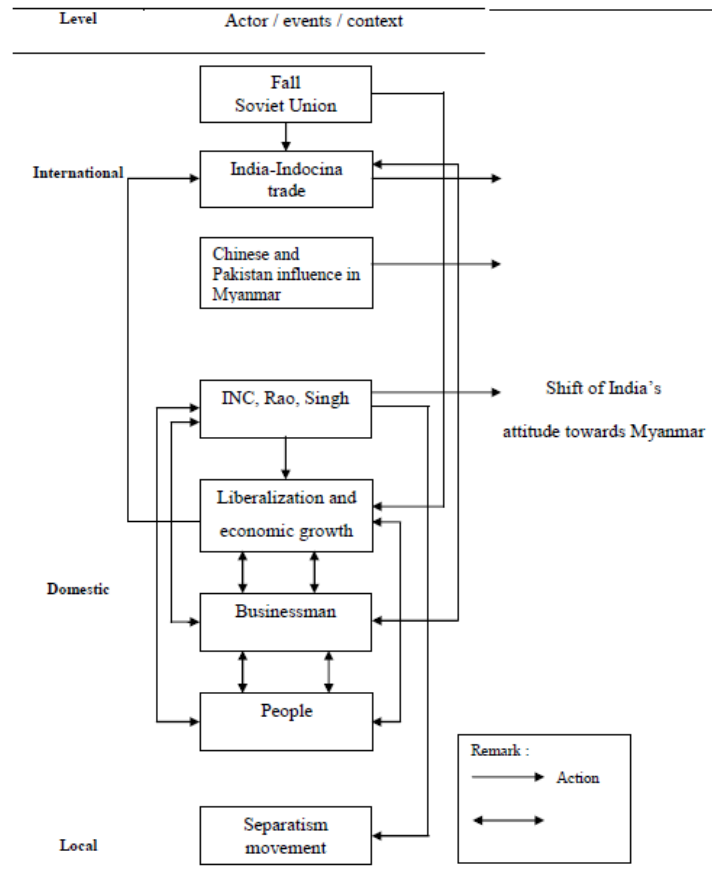 Level
Actor / events / context
Fall
Soviet Union
International
India-Indocina
trade
Chinese and
Pakistan influence in
Myanmar
INC, Rao, Singh
Shift of India's
attitude towards Myanmar
Liberalization and
economic growth
Domestic
Businessman
People
Remark :
Action
Separatism
movement
Local